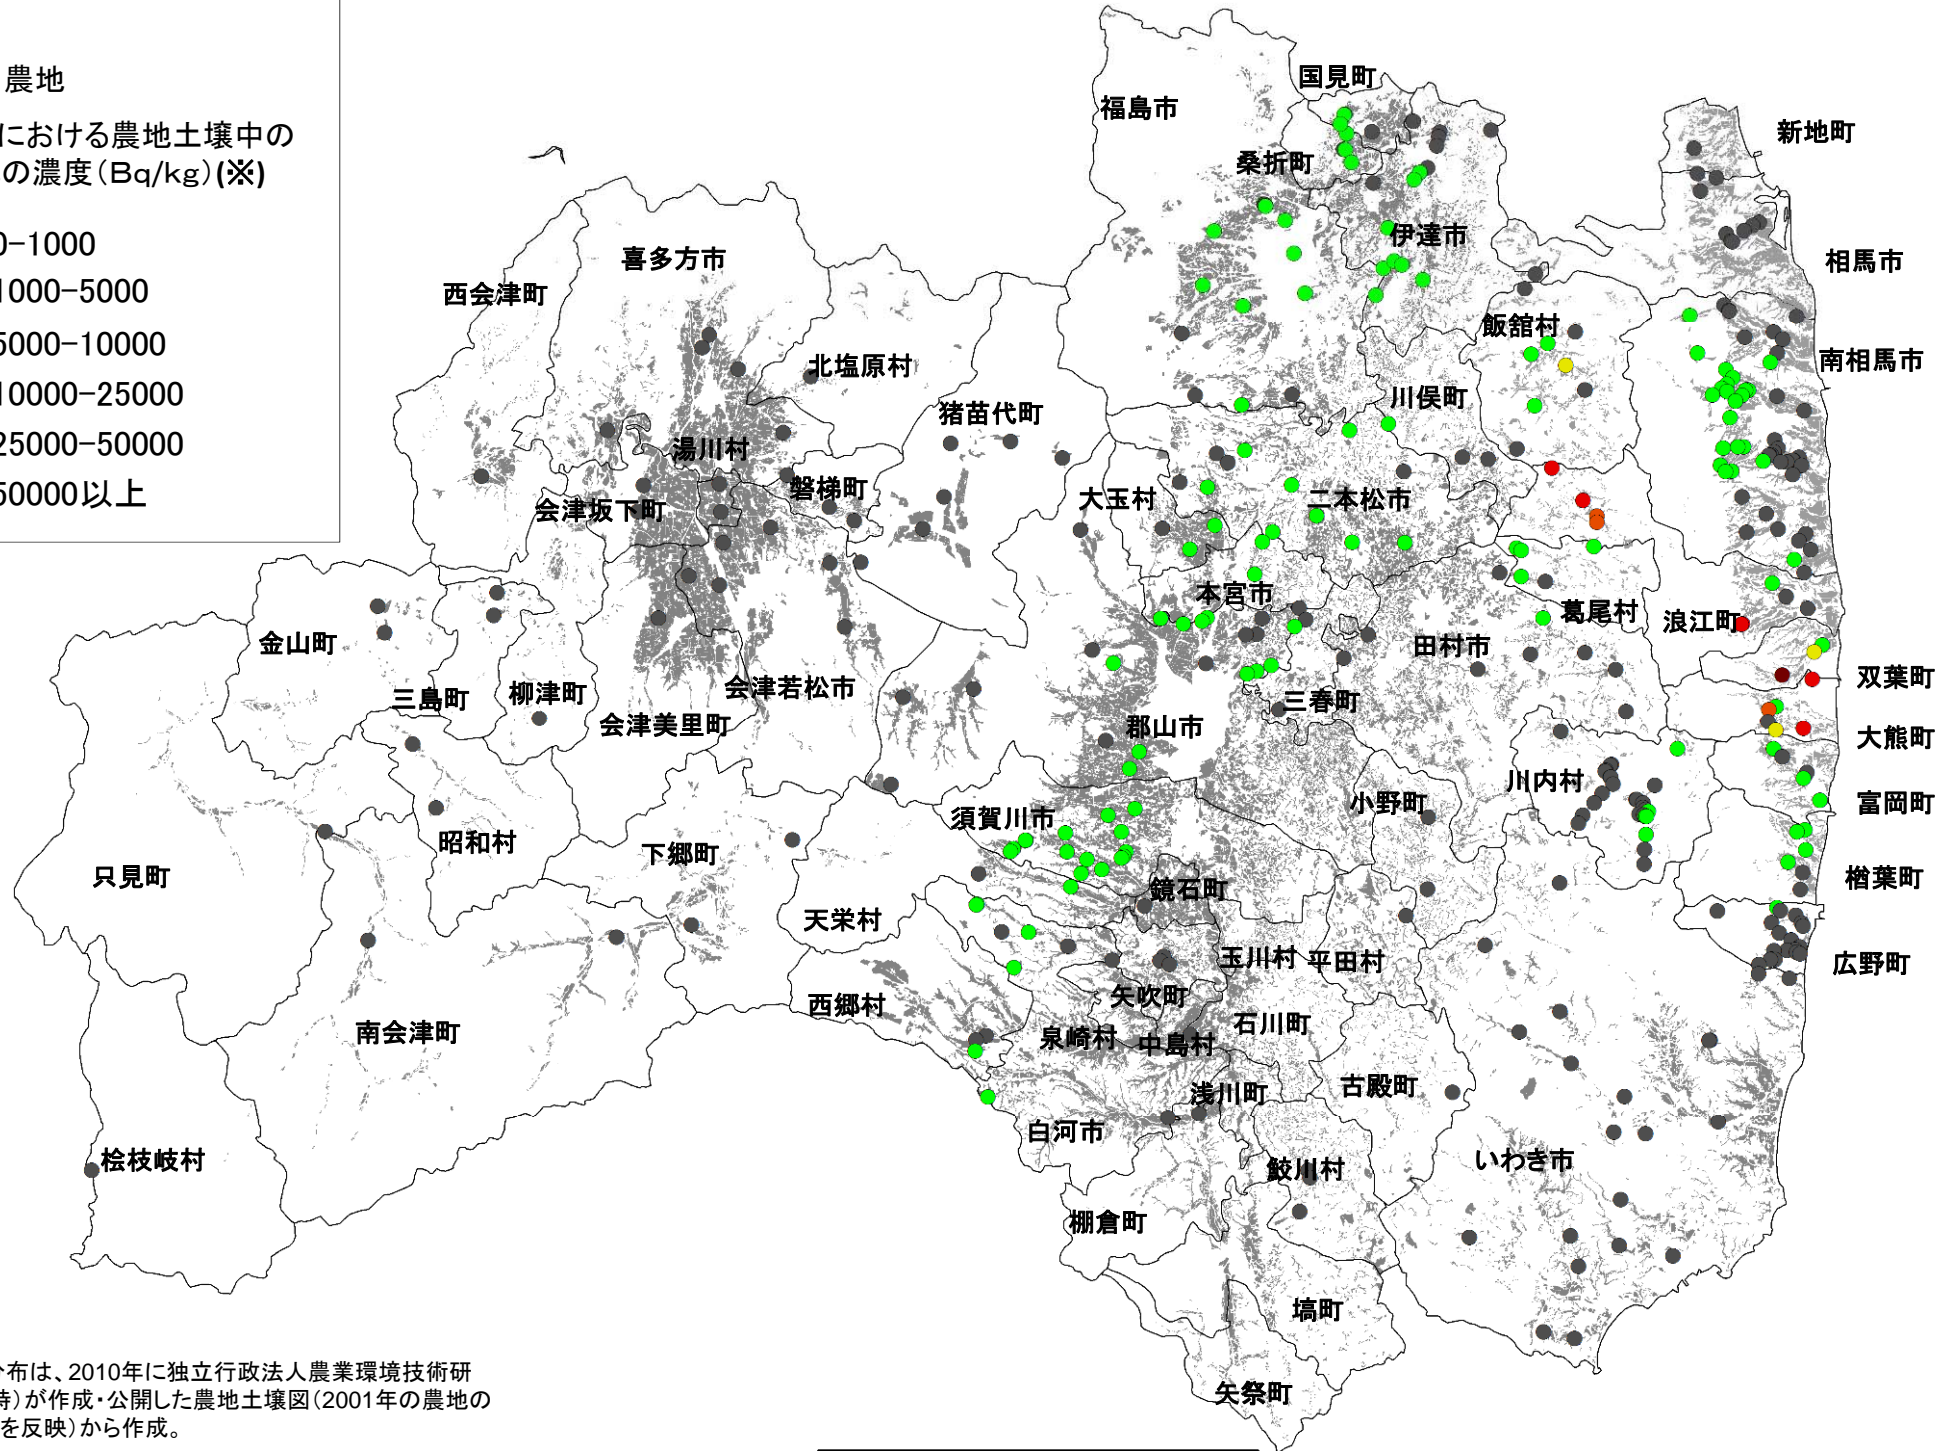 農地
における農地土壌中の
の濃度(Bq/kg)(※)
0-1000
1000-5000
5000-10000
10000-25000
25000-50000
50000以上
国見町
福島市
新地町
桑折町
伊達市
喜多方市
相馬市
西会津町
飯舘村
南相馬市
北塩原村
川俣町
猪苗代町
湯川村
磐梯町
大玉村
二本松市
会津坂下町
本宮市
葛尾村
浪江町
金山町
田村市
双葉町
会津若松市
三島町
柳津町
三春町
会津美里町
郡山市
大熊町
川内村
小野町
富岡町
須賀川市
昭和村
下郷町
只見町
楢葉町
鏡石町
天栄村
玉川村
平田村
広野町
矢吹町
西郷村
石川町
南会津町
泉崎村
中島村
古殿町
浅川町
白河市
桧枝岐村
いわき市
鮫川村
棚倉町
塙町
矢祭町
分布は、2010年に独立行政法人農業環境技術研
時)が作成・公開した農地土壌図(2001年の農地の
を反映)から作成。